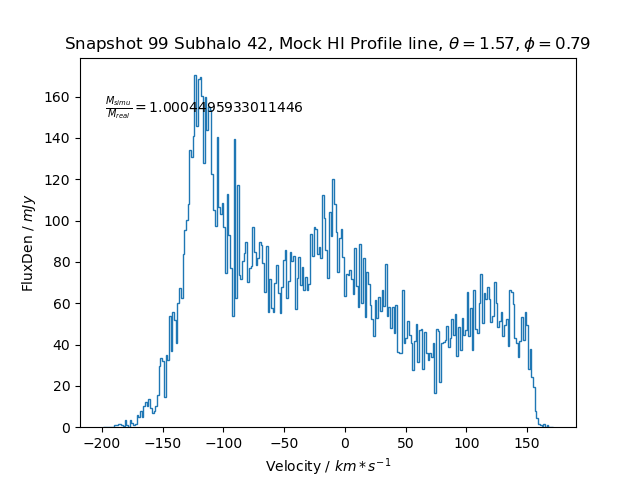 Snapshot 99 Subhalo 42, Mock HI Profile line, θ = 1.57, ϕ = 0.79
M_simu / M_real = 1.0004495933011446
FluxDen / mJy
160
140
120
100
80
60
40
20
0
−200 −150 −100 −50 0 50 100 150
Velocity / km * s⁻¹